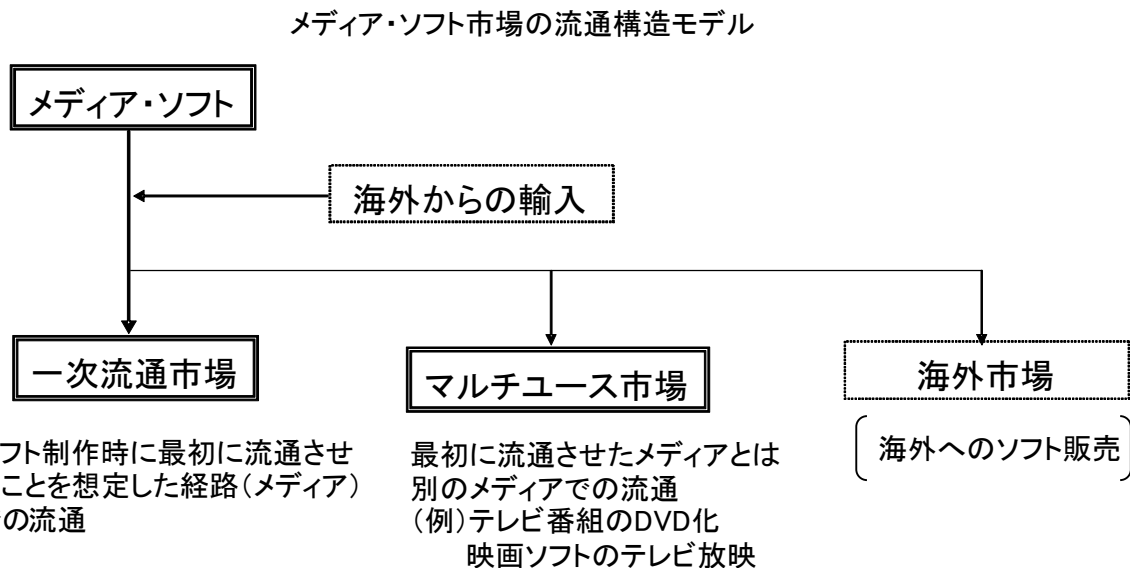 メディア・ソフト市場の流通構造モデル
メディア・ソフト
海外からの輸入
一次流通市場
マルチユース市場
海外市場
フト制作時に最初に流通させ
ことを想定した経路（メディア）
の流通
最初に流通させたメディアとは
別のメディアでの流通
（例）テレビ番組のDVD化
映画ソフトのテレビ放映
海外へのソフト販売